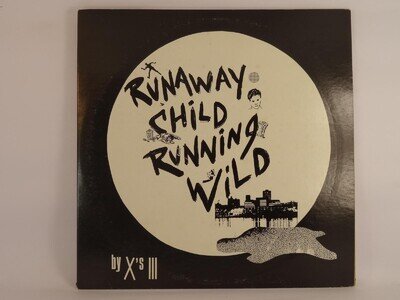 RUNAWAY
CHILD
RUNNING
WILD
by X's III